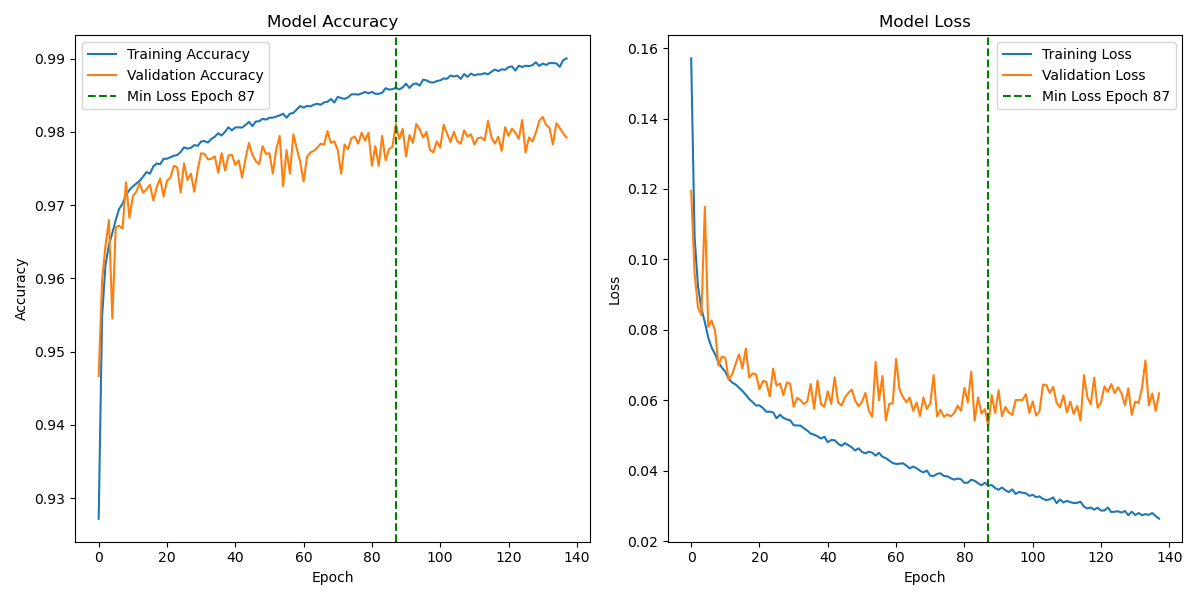 Model Accuracy
Training Accuracy
Validation Accuracy
Min Loss Epoch 87
0.99
0.98
0.97
0.96
0.95
0.94
0.93
Accuracy
0 20 40 60 80 100 120 140
Epoch
Model Loss
Training Loss
Validation Loss
Min Loss Epoch 87
0.16
0.14
0.12
0.10
0.08
0.06
0.04
0.02
Loss
0 20 40 60 80 100 120 140
Epoch